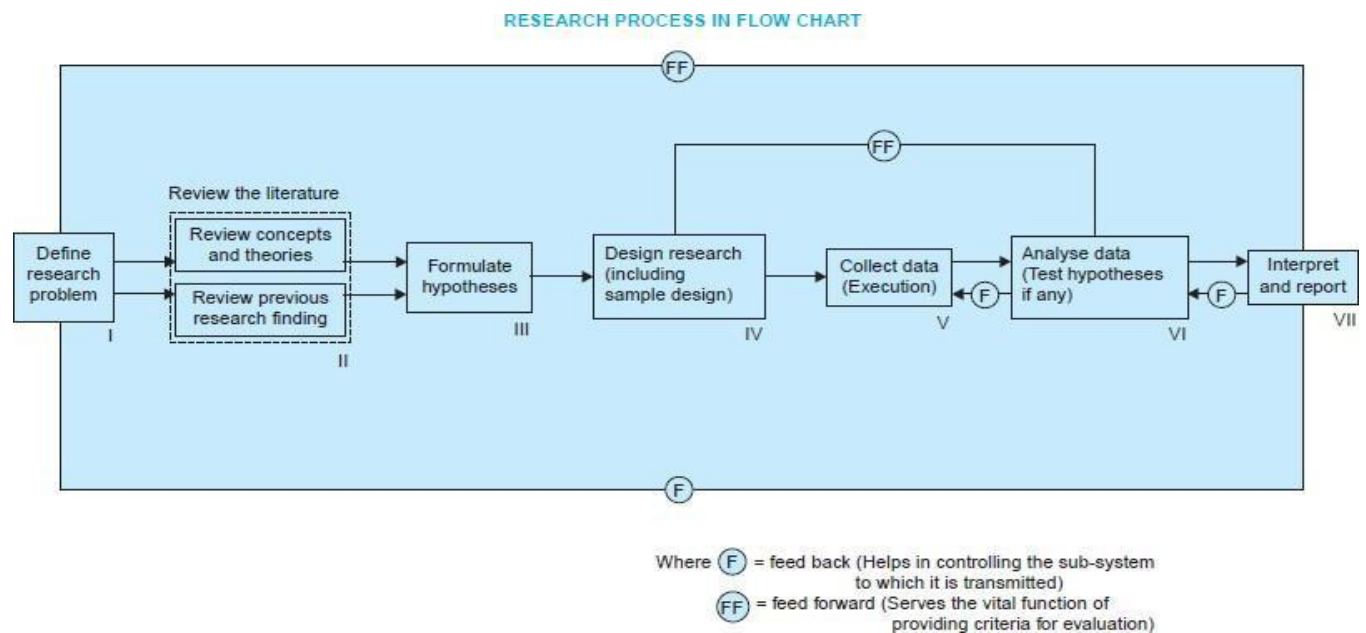 RESEARCH PROCESS IN FLOW CHART
FF
FF
Review the literature
Define
research
problem
I
Review concepts
and theories
Review previous
research finding
II
Formulate
hypotheses
III
Design research
(including
sample design)
IV
Collect data
(Execution)
V
F
Analyse data
(Test hypotheses
if any)
VI
F
Interpret
and report
VII
F
Where F = feed back (Helps in controlling the sub-system
to which it is transmitted)
FF = feed forward (Serves the vital function of
providing criteria for evaluation)